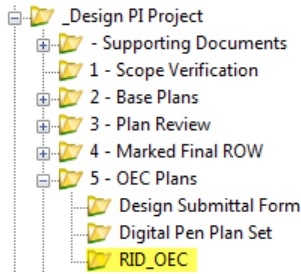 _Design PI Project
- Supporting Documents
1 - Scope Verification
2 - Base Plans
3 - Plan Review
4 - Marked Final ROW
5 - OEC Plans
Design Submittal Form
Digital Pen Plan Set
RID_OEC